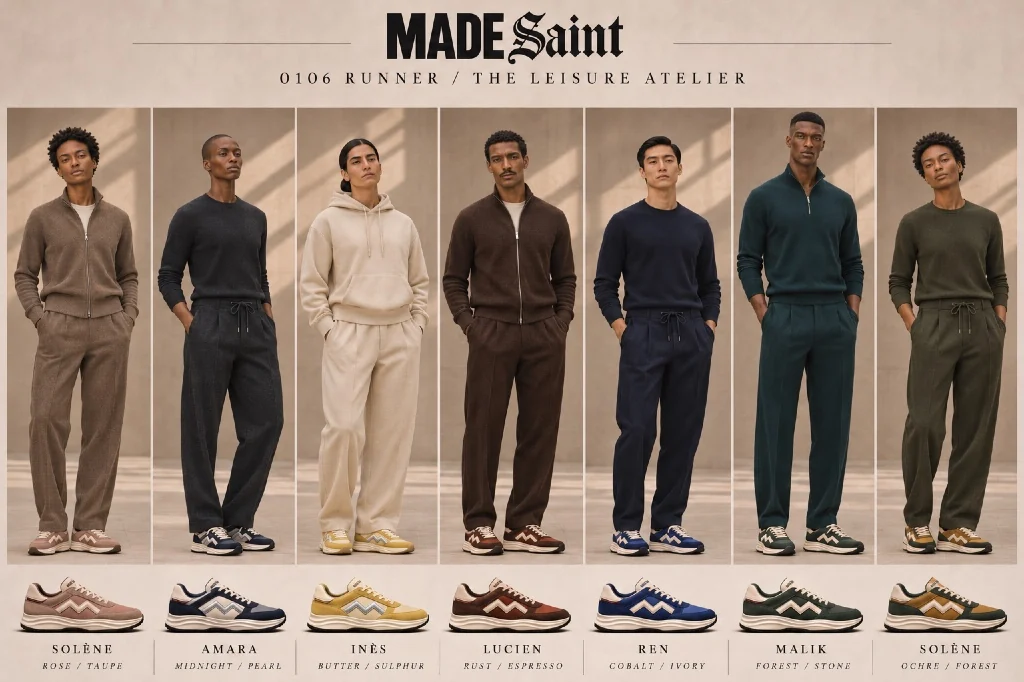 MADE Saint
0106 RUNNER / THE LEISURE ATELIER
SOLÈNE
ROSE / TAUPE
AMARA
MIDNIGHT / PEARL
INÈS
BUTTER / SULPHUR
LUCIEN
RUST / ESPRESSO
REN
COBALT / IVORY
MALIK
FOREST / STONE
SOLÈNE
OCHRE / FOREST